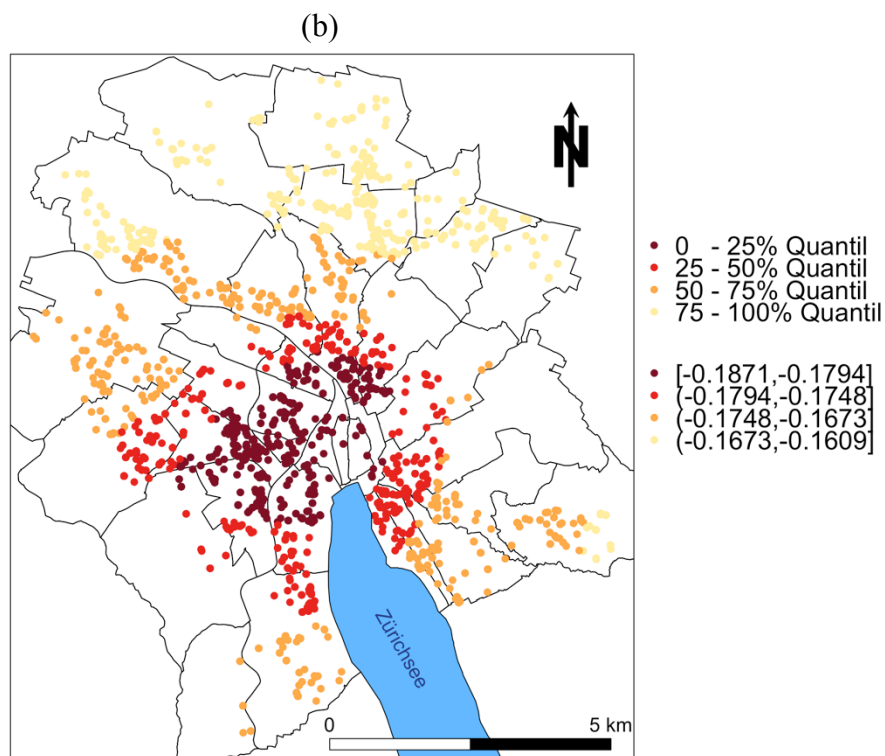 (b)
N
0 - 25% Quantil
25 - 50% Quantil
50 - 75% Quantil
75 - 100% Quantil
[-0.1871,-0.1794]
(-0.1794,-0.1748]
(-0.1748,-0.1673]
(-0.1673,-0.1609]
Zürichsee
0 5 km